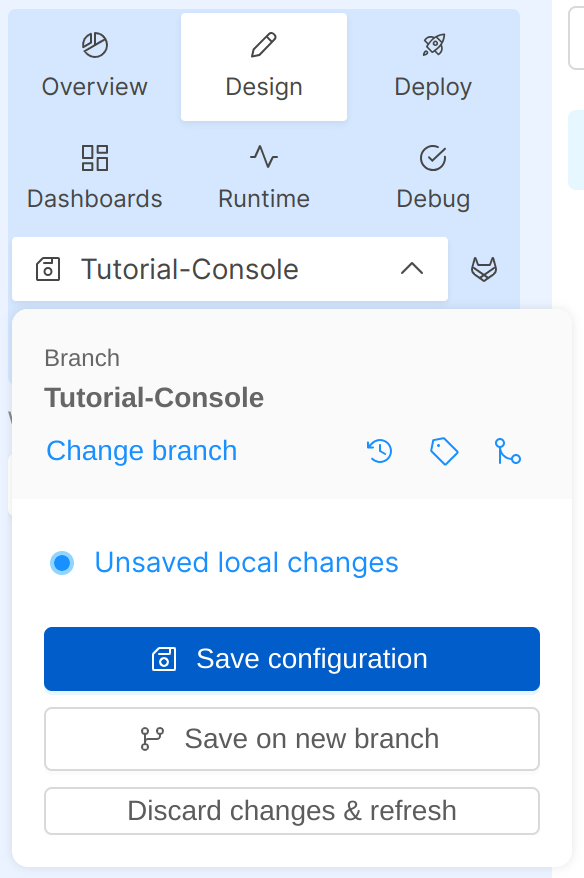 Overview
Design
Deploy
Dashboards
Runtime
Debug
Tutorial-Console
Branch
Tutorial-Console
Change branch
Unsaved local changes
Save configuration
Save on new branch
Discard changes & refresh